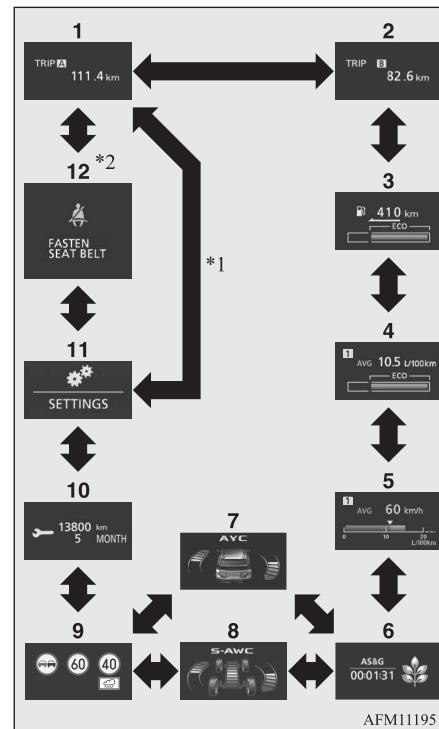 1
2
TRIP A
111.4 km
TRIP B
82.6 km
12 *2
3
410 km
ECO
FASTEN
SEAT BELT
*1
4
1 AVG 10.5 L/100km
ECO
11
SETTINGS
5
1 AVG 60 km/h
0 10 20
L/100km
10
13800 km
5 MONTH
7
AYC
9
8
6
60 40
S-AWC
AS&G
00:01:31
AFM11195